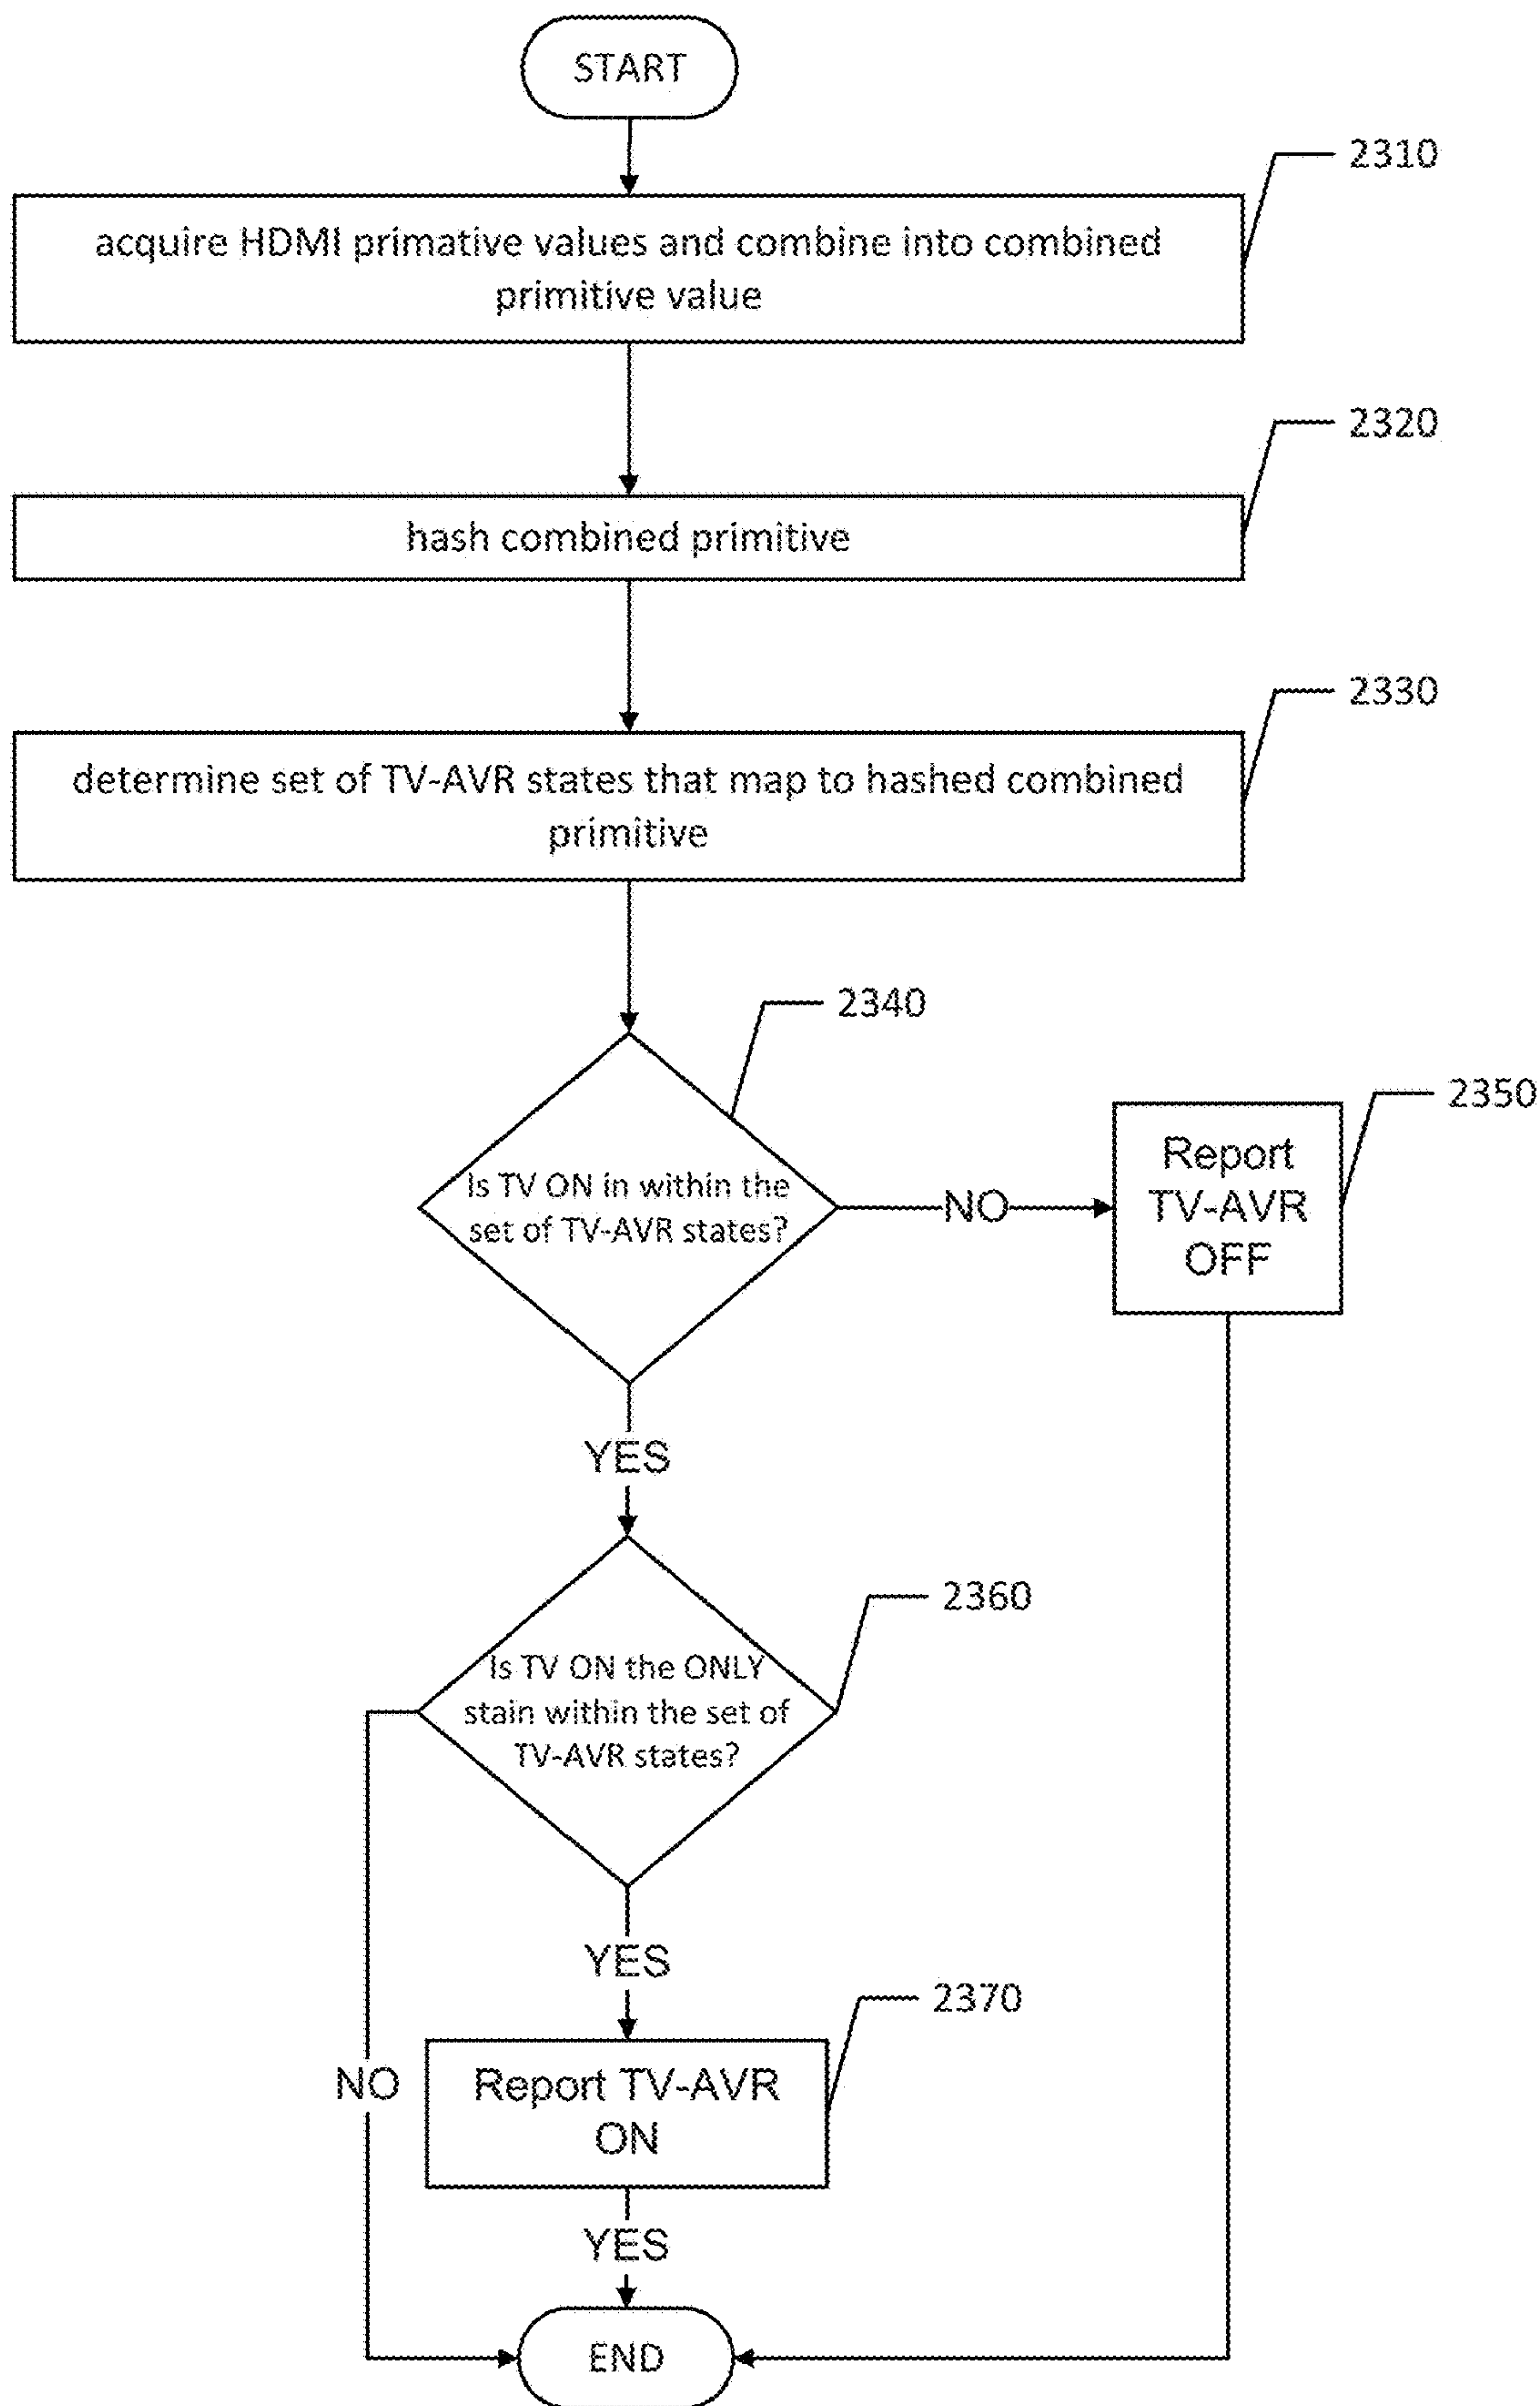 START
2310
acquire HDMI primative values and combine into combined
primitive value
2320
hash combined primitive
2330
determine set of TV-AVR states that map to hashed combined
primitive
2340
Is TV ON in within the
set of TV-AVR states?
NO
2350
Report
TV-AVR
OFF
YES
2360
Is TV ON the ONLY
stain within the set of
TV-AVR states?
YES
2370
NO
Report TV-AVR
ON
YES
END